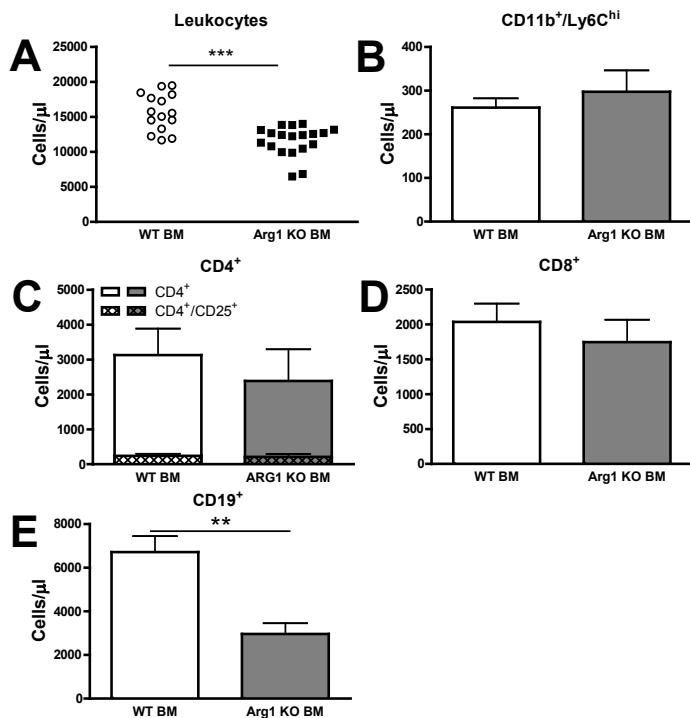 A
Leukocytes
***
Cells/µl
25000
20000
15000
10000
5000
0
WT BM
Arg1 KO BM
B
CD11b⁺/Ly6Cʰⁱ
Cells/µl
400
300
200
100
0
WT BM
Arg1 KO BM
C
CD4⁺
CD4⁺
CD4⁺/CD25⁺
Cells/µl
5000
4000
3000
2000
1000
0
WT BM
ARG1 KO BM
D
CD8⁺
Cells/µl
2500
2000
1500
1000
500
0
WT BM
Arg1 KO BM
E
CD19⁺
**
Cells/µl
8000
6000
4000
2000
0
WT BM
Arg1 KO BM